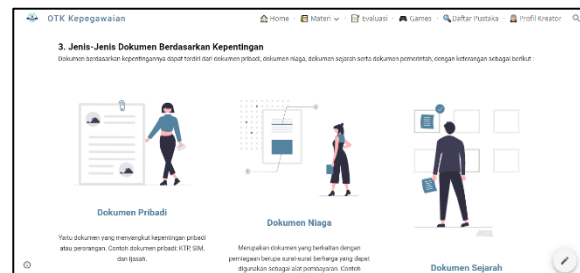 OTK Kepegawaian
Home Materi Evaluasi Games Daftar Pustaka Profil Kreator
3. Jenis-Jenis Dokumen Berdasarkan Kepentingan
Dokumen berdasarkan kepentingannya dapat terdiri dari dokumen pribadi, dokumen niaga, dokumen sejarah serta dokumen pemerintah, dengan keterangan sebagai berikut :
Dokumen Pribadi
Yaitu dokumen yang menyangkut kepentingan pribadi
atau perorangan. Contoh dokumen pribadi: KTP, SIM,
dan Ijasah.
Dokumen Niaga
Merupakan dokumen yang berkaitan dengan
perniagaan berupa surat-surat berharga yang dapat
digunakan sebagai alat pembayaran. Contoh
Dokumen Sejarah